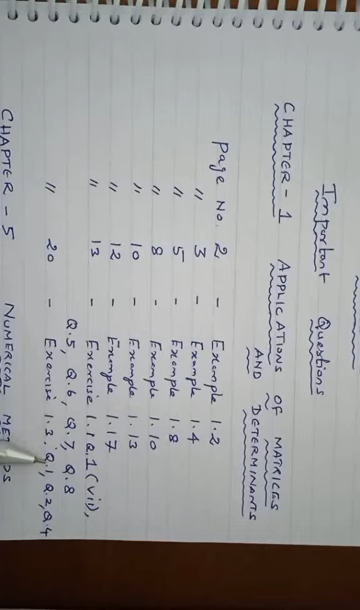 Important Questions
CHAPTER - 1 APPLICATIONS OF MATRICES
AND DETERMINANTS
Page No. 2 - Example 1.2
" 3 - Example 1.4
" 5 - Example 1.8
" 8 - Example 1.10
" 10 - Example 1.13
" 12 - Example 1.17
" 13 - Exercise 1.1 Q.1 (vii),
Q.5, Q.6, Q.7, Q.8
" 20 - Exercise 1.3. Q.1, Q.2, Q.4
CHAPTER - 5 NUMERICAL